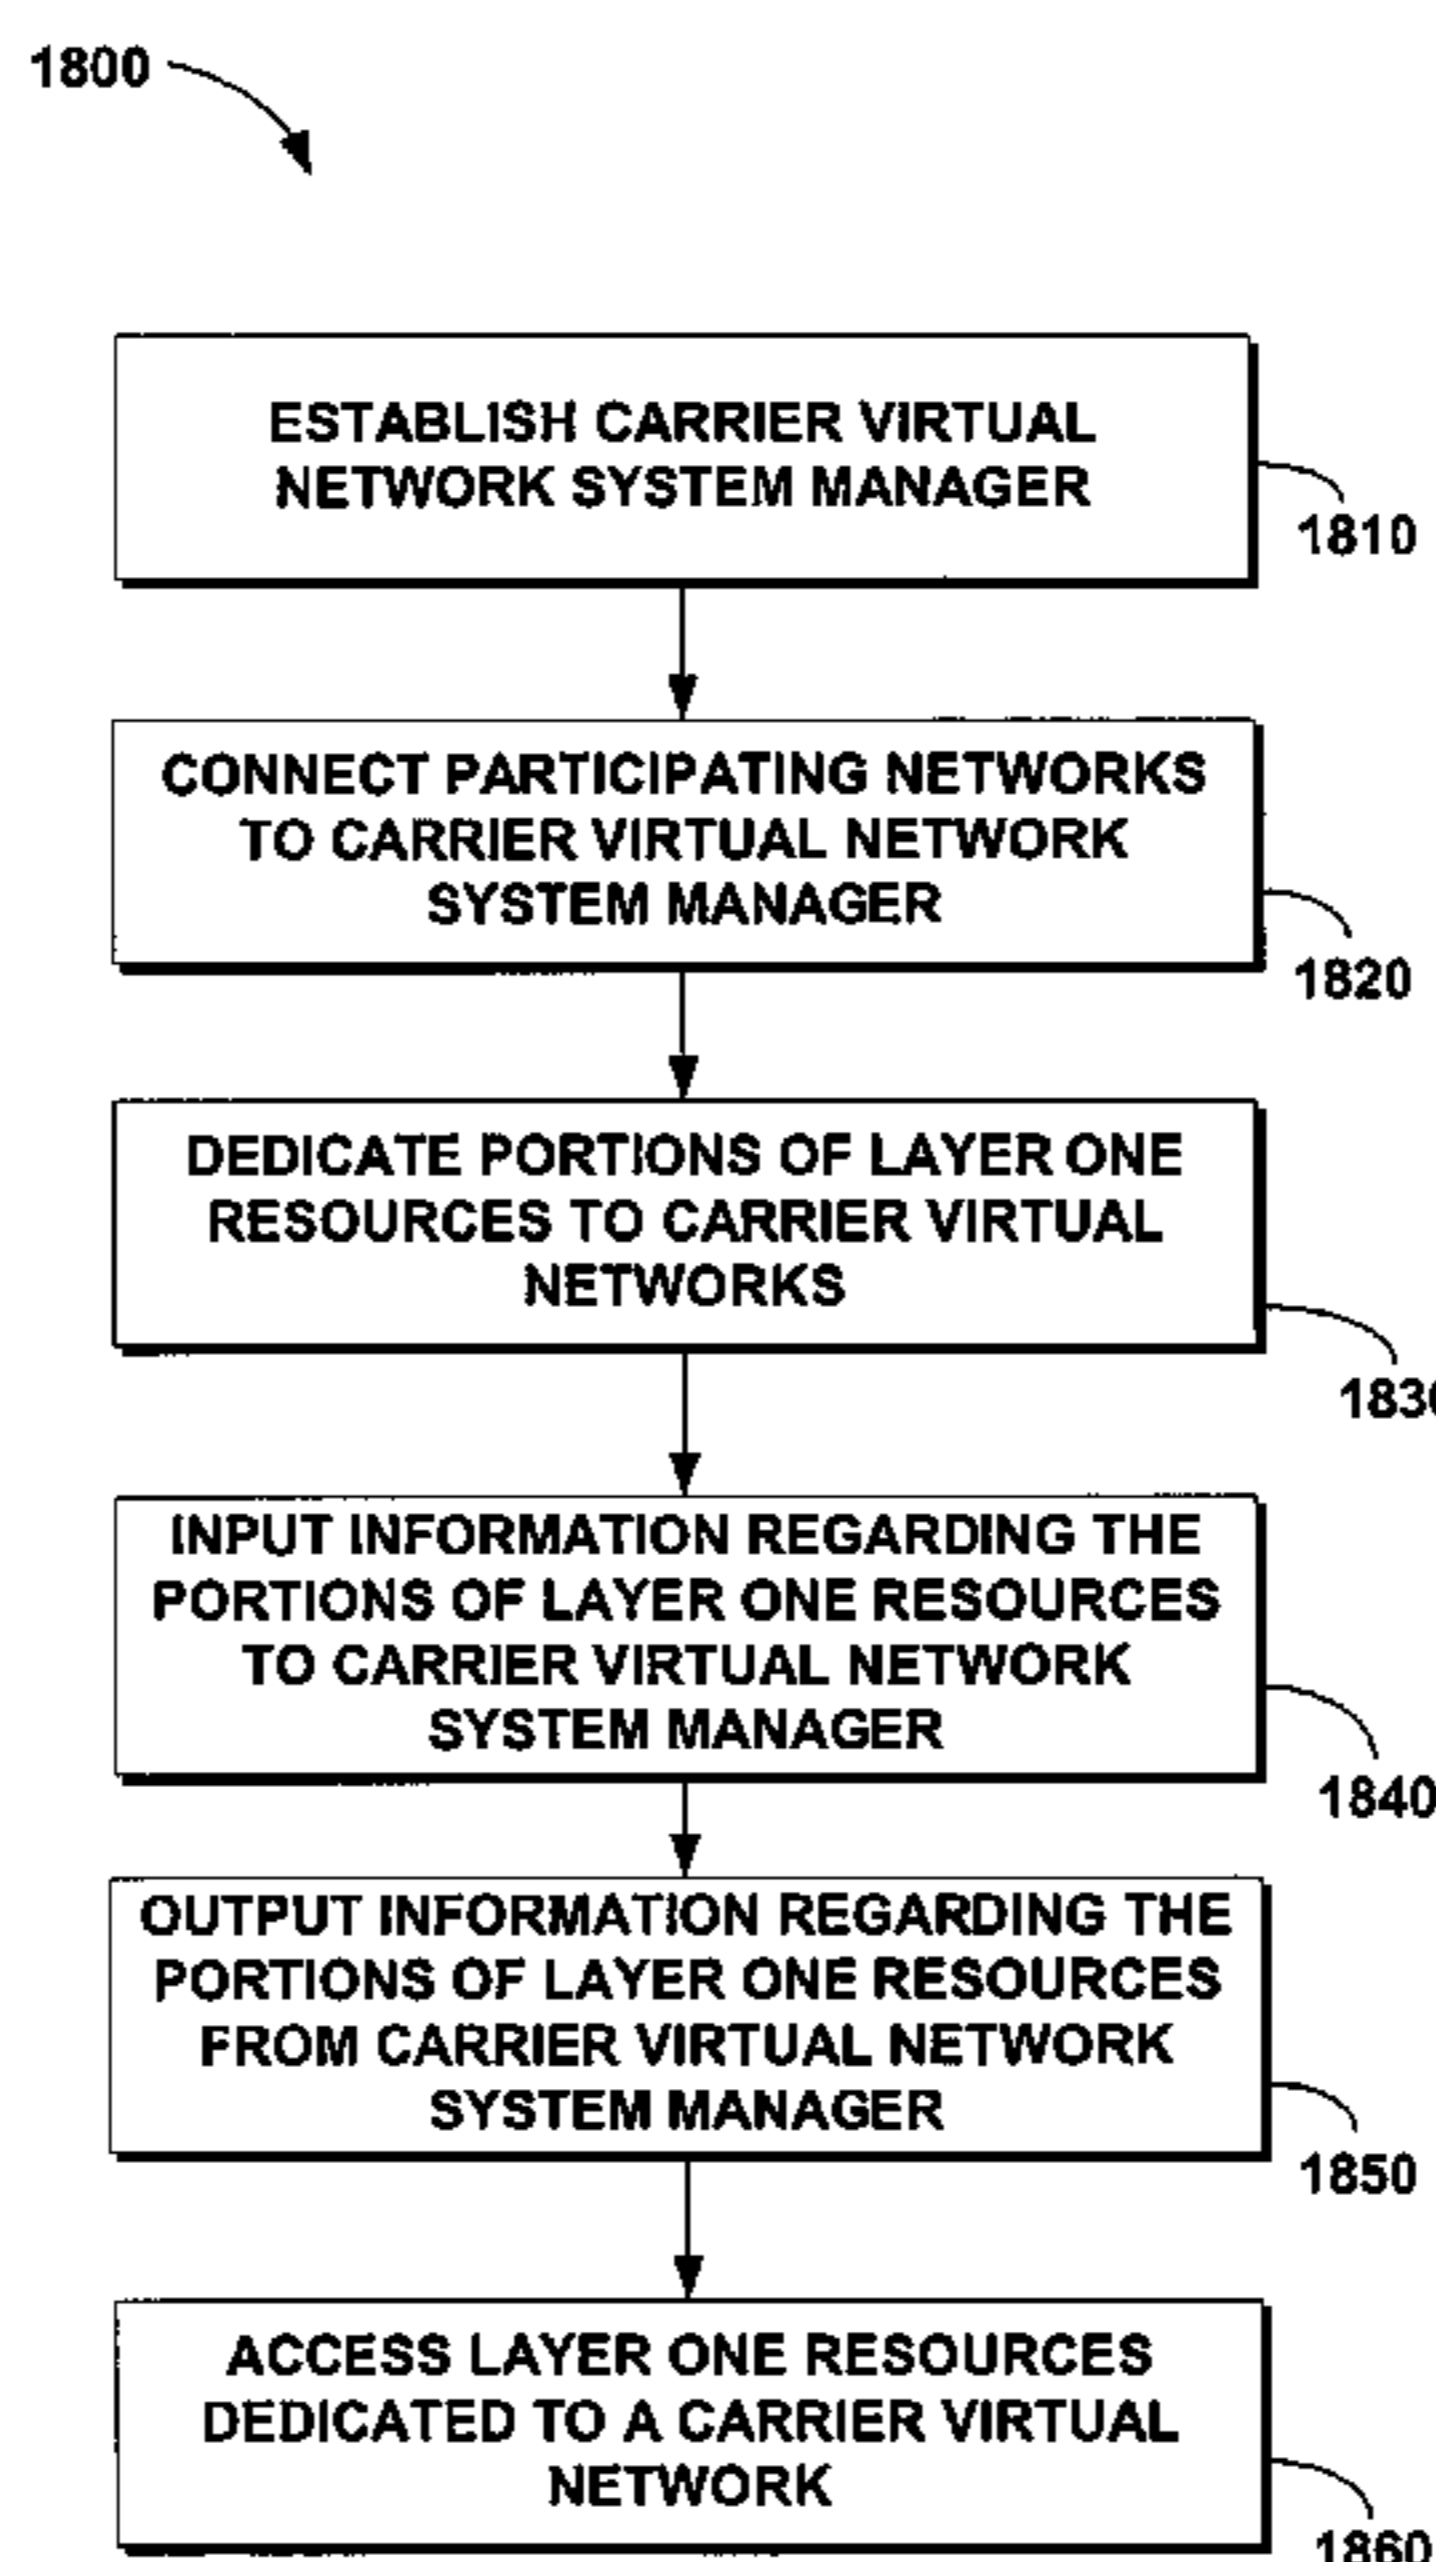 1800
ESTABLISH CARRIER VIRTUAL
NETWORK SYSTEM MANAGER
1810
CONNECT PARTICIPATING NETWORKS
TO CARRIER VIRTUAL NETWORK
SYSTEM MANAGER
1820
DEDICATE PORTIONS OF LAYER ONE
RESOURCES TO CARRIER VIRTUAL
NETWORKS
1830
INPUT INFORMATION REGARDING THE
PORTIONS OF LAYER ONE RESOURCES
TO CARRIER VIRTUAL NETWORK
SYSTEM MANAGER
1840
OUTPUT INFORMATION REGARDING THE
PORTIONS OF LAYER ONE RESOURCES
FROM CARRIER VIRTUAL NETWORK
SYSTEM MANAGER
1850
ACCESS LAYER ONE RESOURCES
DEDICATED TO A CARRIER VIRTUAL
NETWORK
1860